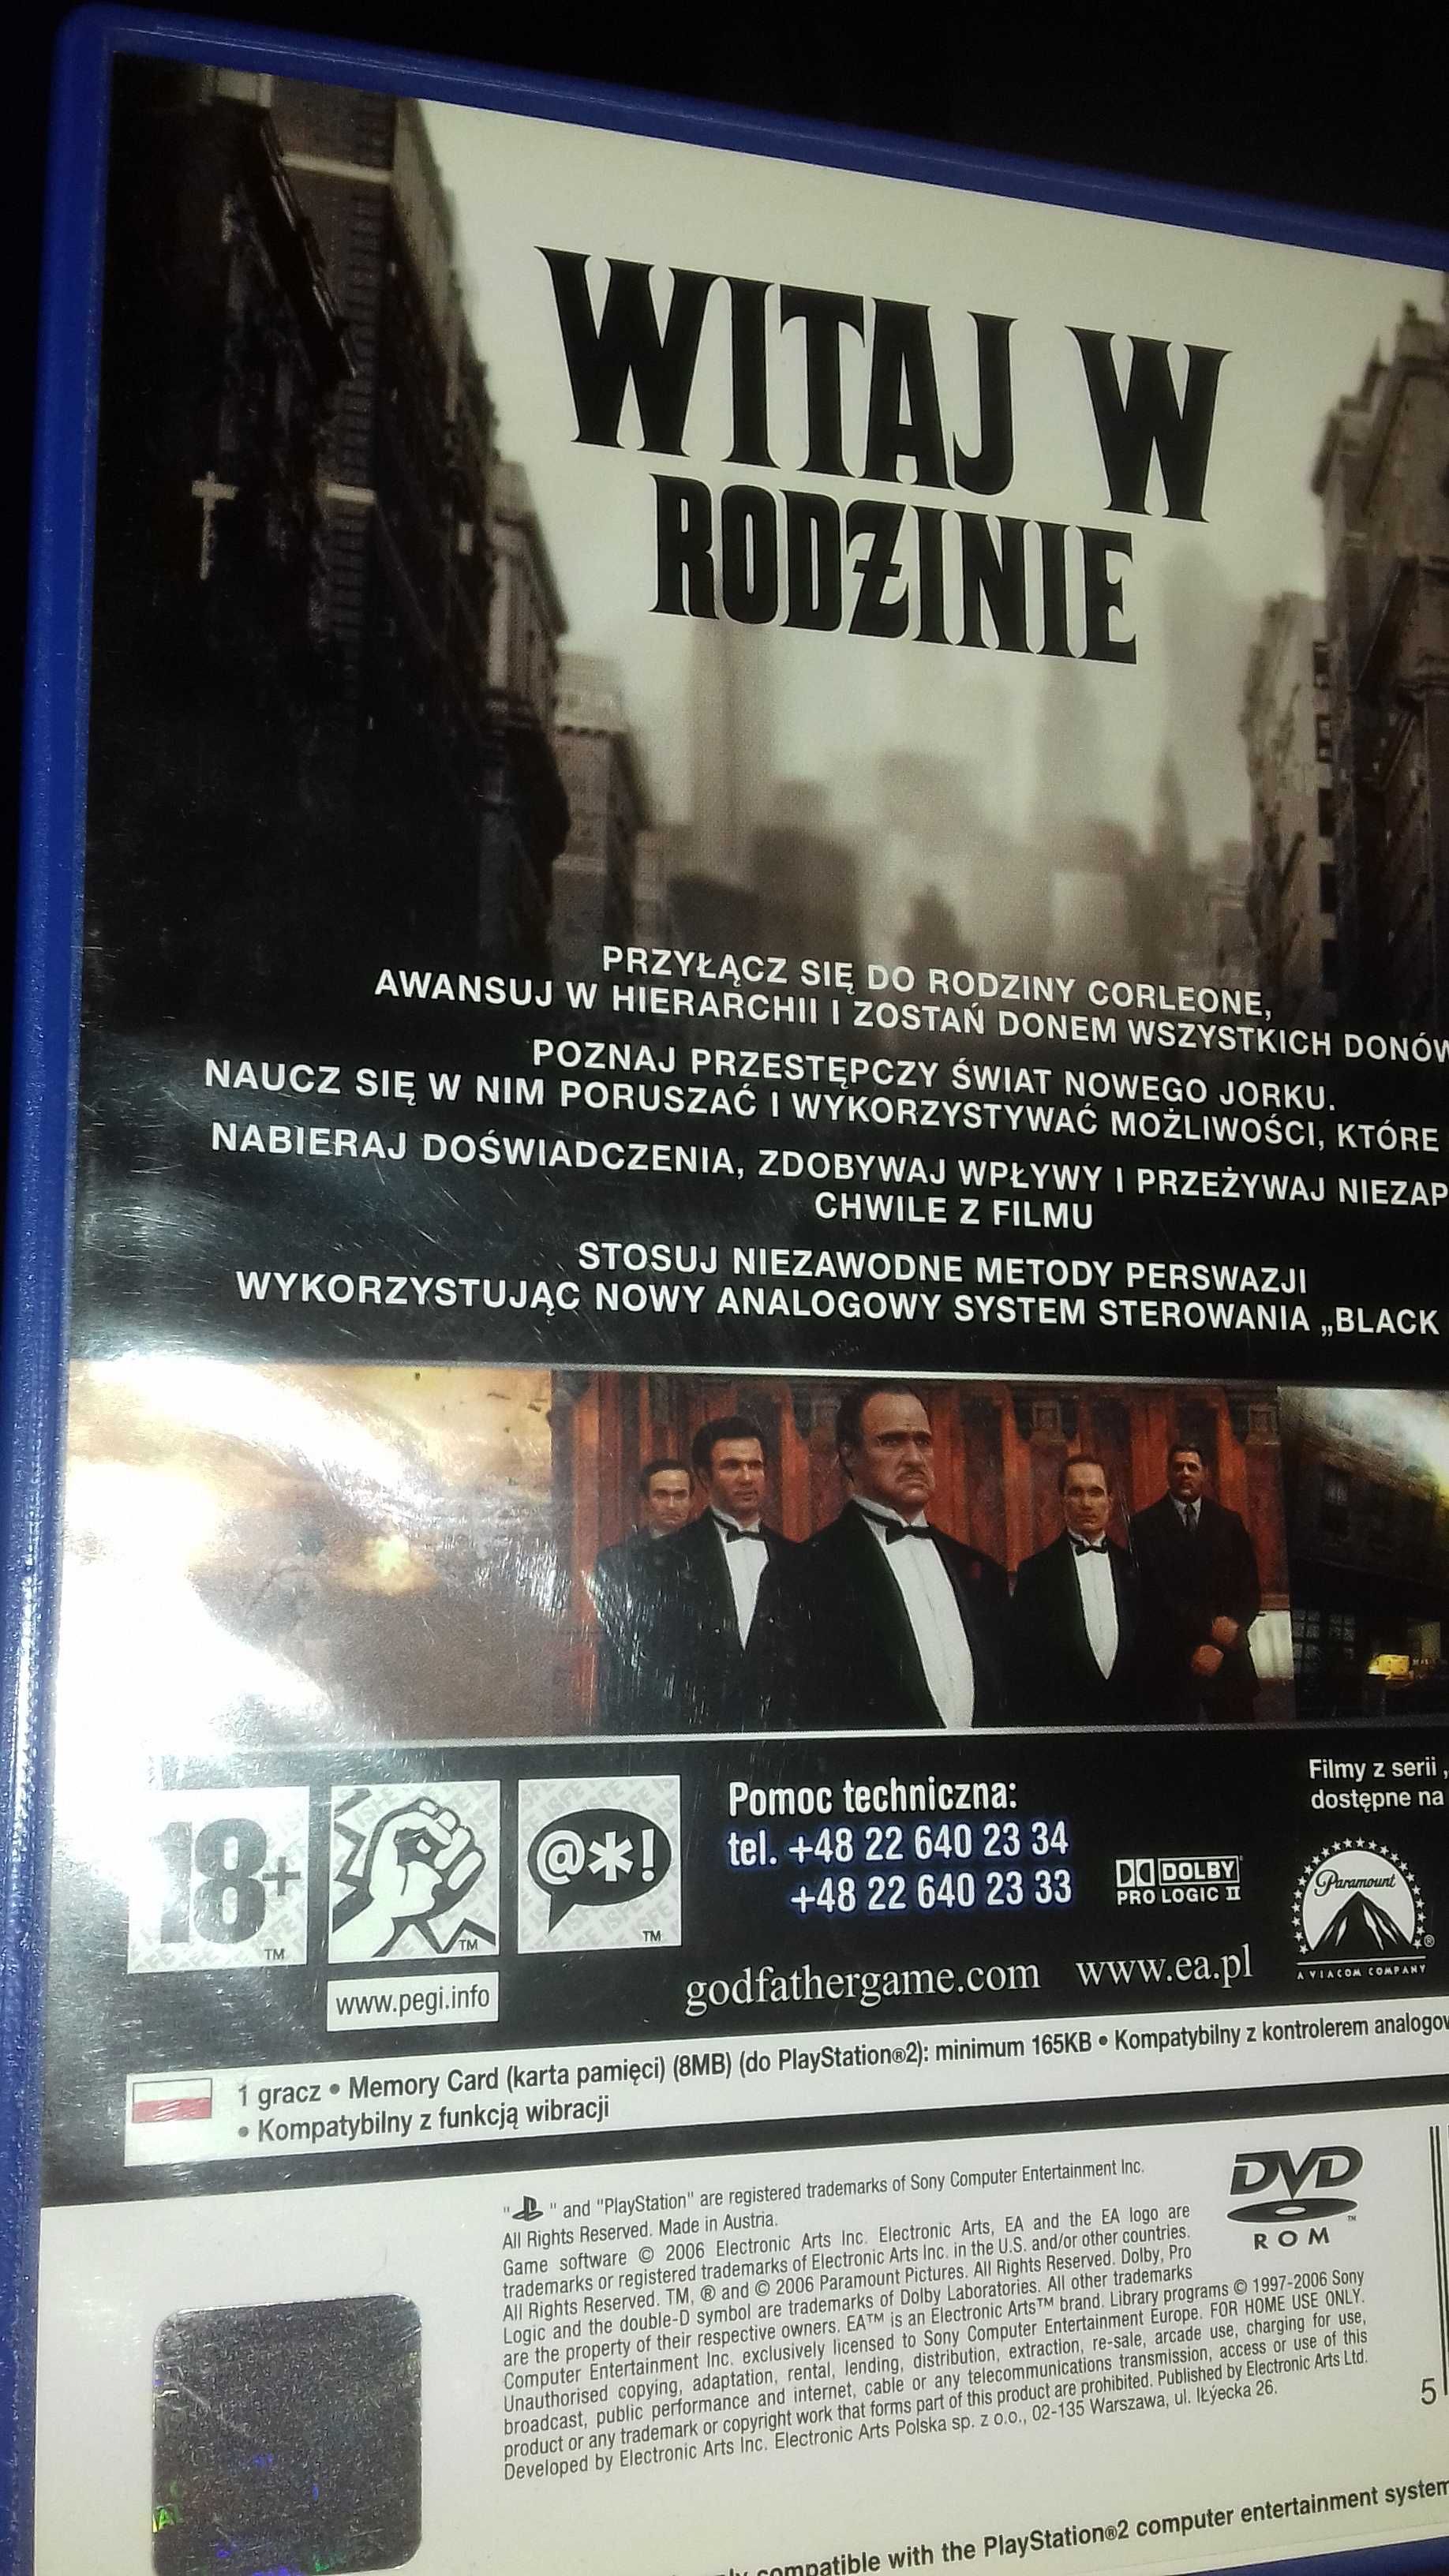 WITAJ W
RODZINIE
PRZYŁĄCZ SIĘ DO RODZINY CORLEONE,
AWANSUJ W HIERARCHII I ZOSTAŃ DONEM WSZYSTKICH DONÓW
POZNAJ PRZESTĘPCZY ŚWIAT NOWEGO JORKU.
NAUCZ SIĘ W NIM PORUSZAĆ I WYKORZYSTYWAĆ MOŻLIWOŚCI, KTÓRE
NABIERAJ DOŚWIADCZENIA, ZDOBYWAJ WPŁYWY I PRZEŻYWAJ NIEZAP
CHWILE Z FILMU
STOSUJ NIEZAWODNE METODY PERSWAZJI
WYKORZYSTUJĄC NOWY ANALOGOWY SYSTEM STEROWANIA „BLACK
18+
TM
TM
@*!
TM
www.pegi.info
Pomoc techniczna:
tel. +48 22 640 23 34
+48 22 640 23 33
godfathergame.com www.ea.pl
DOLBY
PRO LOGIC II
Filmy z serii „
dostępne na
Paramount
®
A VIACOM COMPANY
1 gracz • Memory Card (karta pamięci) (8MB) (do PlayStation®2): minimum 165KB • Kompatybilny z kontrolerem analogow
• Kompatybilny z funkcją wibracji
" " and "PlayStation" are registered trademarks of Sony Computer Entertainment Inc.
All Rights Reserved. Made in Austria.
Game software © 2006 Electronic Arts Inc. Electronic Arts, EA and the EA logo are
trademarks or registered trademarks of Electronic Arts Inc. in the U.S. and/or other countries.
All Rights Reserved. TM, ® and © 2006 Paramount Pictures. All Rights Reserved. Dolby, Pro
Logic and the double-D symbol are trademarks of Dolby Laboratories. All other trademarks
are the property of their respective owners. EA™ is an Electronic Arts™ brand. Library programs © 1997-2006 Sony
Computer Entertainment Inc. exclusively licensed to Sony Computer Entertainment Europe. FOR HOME USE ONLY.
Unauthorised copying, adaptation, rental, lending, distribution, extraction, re-sale, arcade use, charging for use,
broadcast, public performance and internet, cable or any telecommunications transmission, access or use of this
product or any trademark or copyright work that forms part of this product are prohibited. Published by Electronic Arts Ltd.
Developed by Electronic Arts Inc. Electronic Arts Polska sp. z o.o., 02-135 Warszawa, ul. IŁýecka 26.
DVD
™
ROM
5
compatible with the PlayStation®2 computer entertainment system